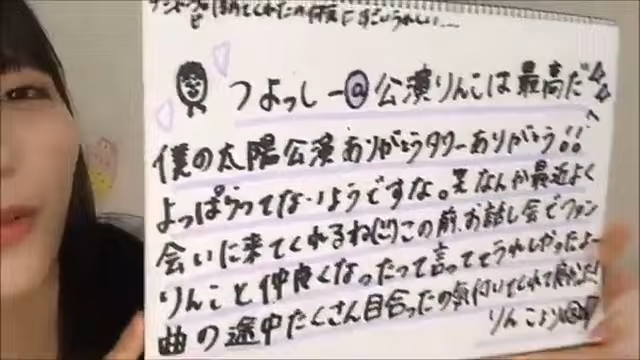 つよっしー@公演りんこは最高だ
僕の太陽公演ありがとうタワーありがとう!!
よっぱらってないようですな。笑 なんか最近よく
会いに来てくれるね(二)この前、お話し会でファン
りんこと仲良くなったって言っててうれしかったよー
曲の途中たくさん目合ったの気付いてくれて
りんこより@